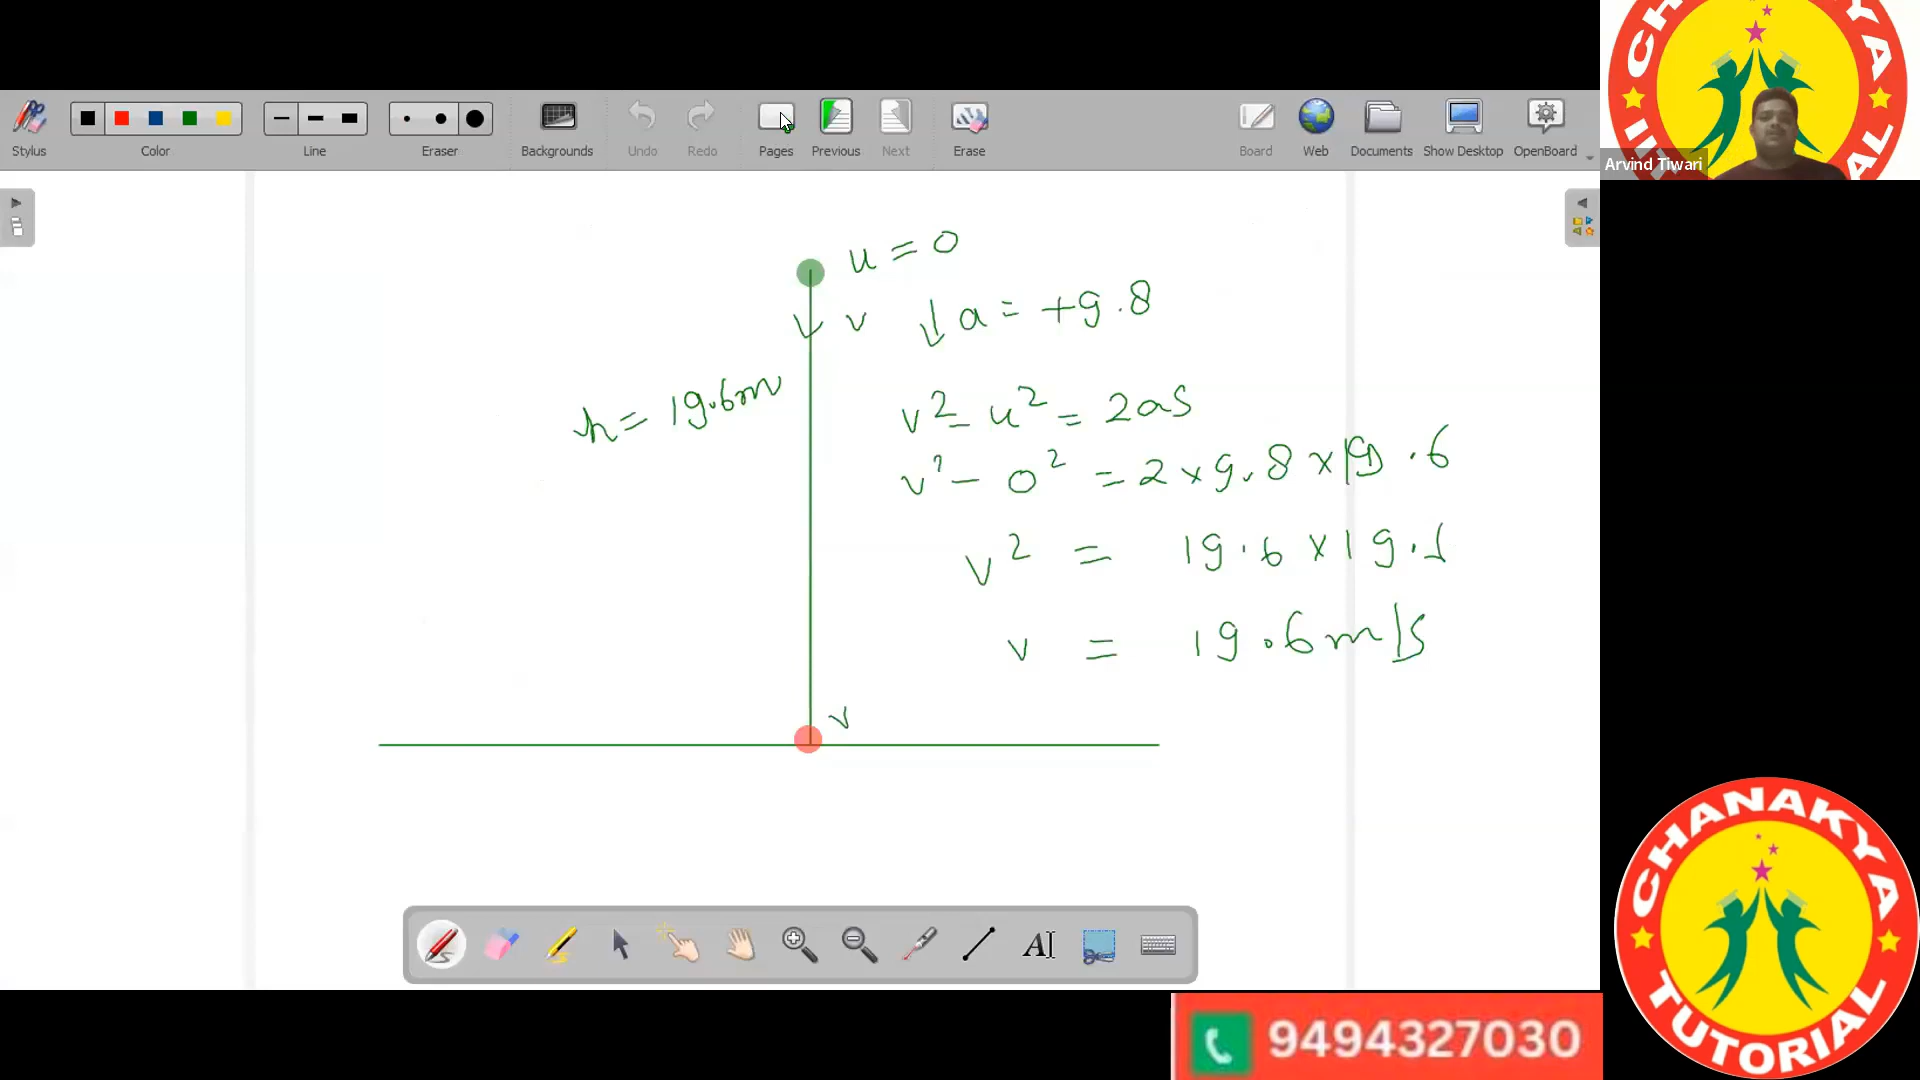 CHANAKYA
Arvind Tiwari
Stylus
Color
Line
Eraser
Backgrounds
Undo
Redo
Pages
Previous
Next
Erase
Board
Web
Documents
Show Desktop
OpenBoard
u = 0
v ↓a = +9.8
h = 19.6m
v² - u² = 2as
v² - 0² = 2 × 9.8 × 19.6
v² = 19.6 × 19.6
v = 19.6 m/s
v
AI
9494327030
CHANAKYA
TUTORIAL